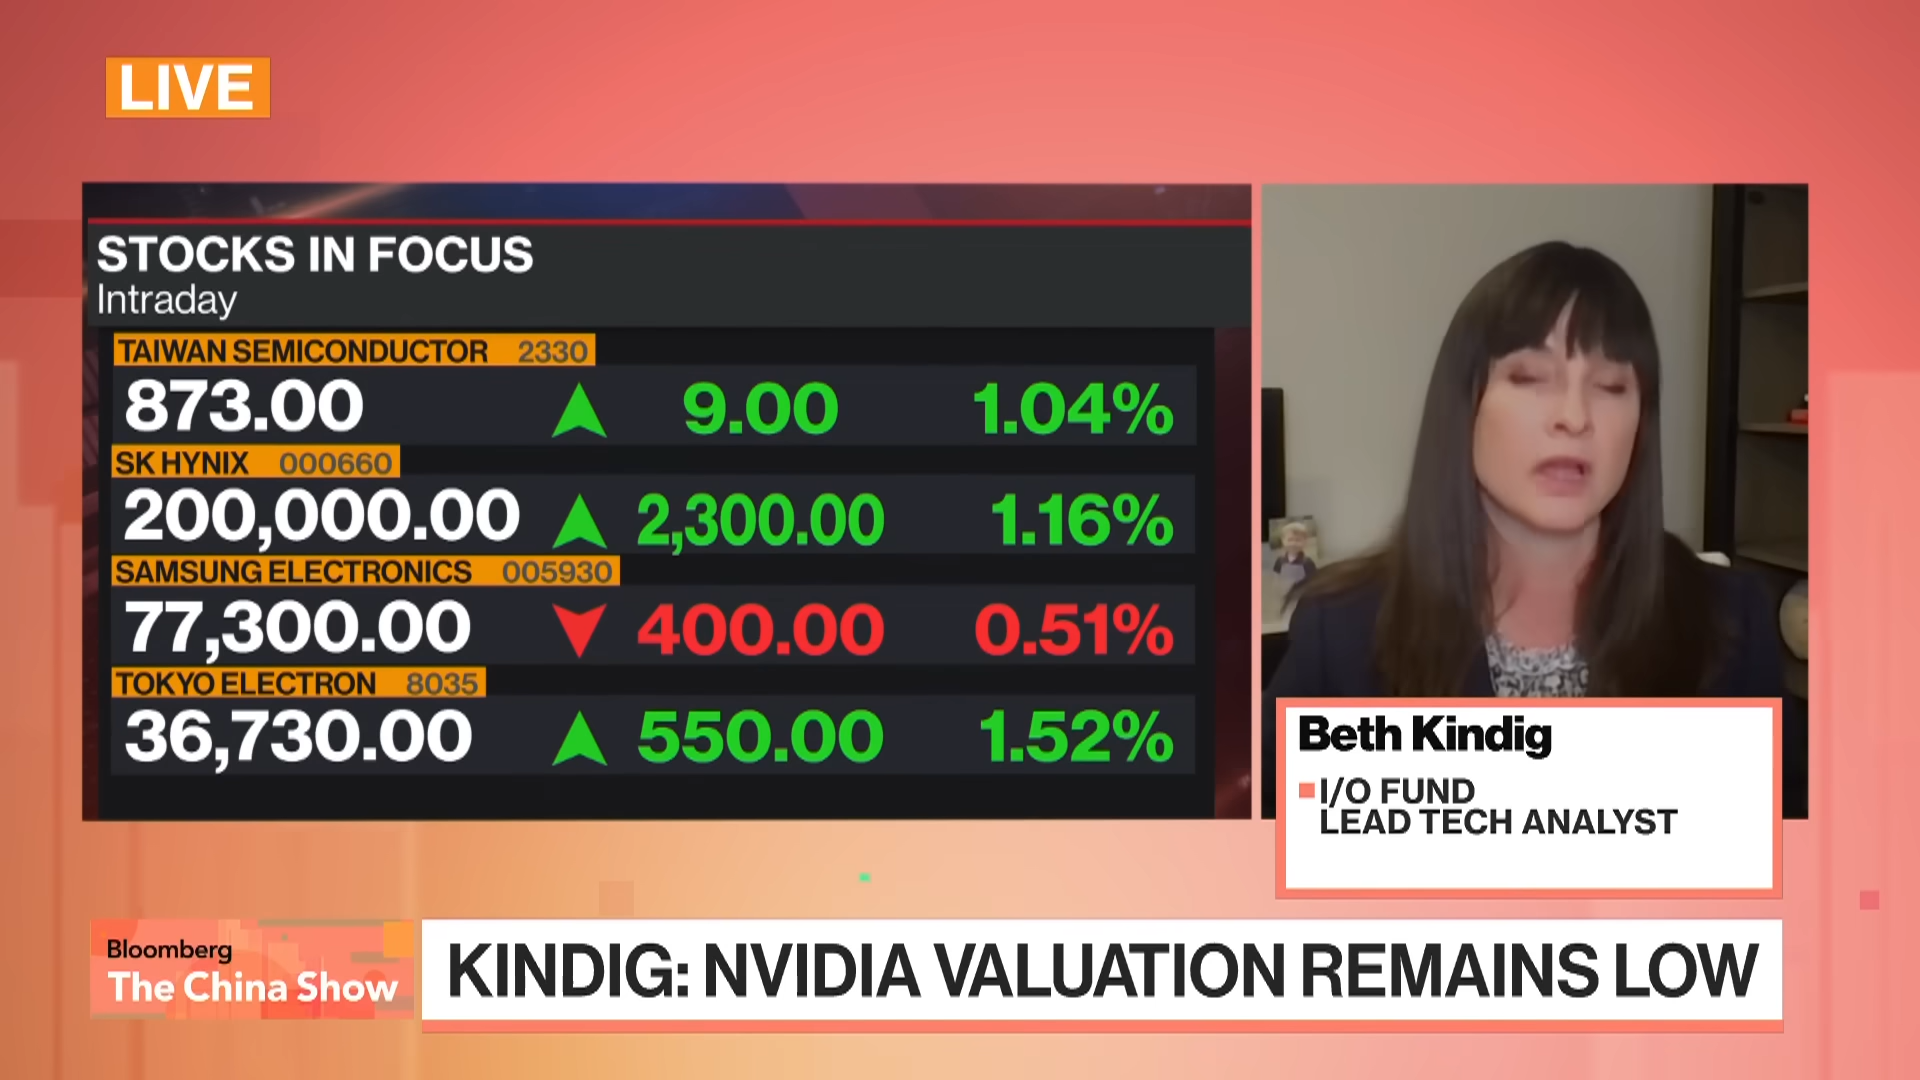 LIVE
STOCKS IN FOCUS
Intraday
TAIWAN SEMICONDUCTOR 2330
873.00 ▲ 9.00 1.04%
SK HYNIX 000660
200,000.00 ▲ 2,300.00 1.16%
SAMSUNG ELECTRONICS 005930
77,300.00 ▼ 400.00 0.51%
TOKYO ELECTRON 8035
36,730.00 ▲ 550.00 1.52%
Beth Kindig
I/O FUND
LEAD TECH ANALYST
Bloomberg
The China Show
KINDIG: NVIDIA VALUATION REMAINS LOW